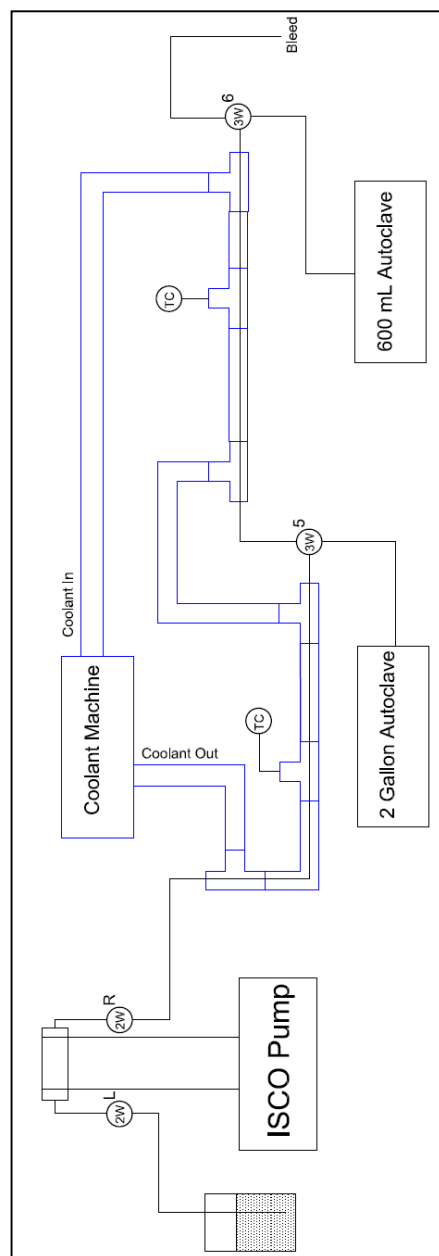 L
2W
R
2W
ISCO Pump
Coolant Machine
Coolant In
Coolant Out
TC
TC
5
3W
2 Gallon Autoclave
6
3W
Bleed
600 mL Autoclave